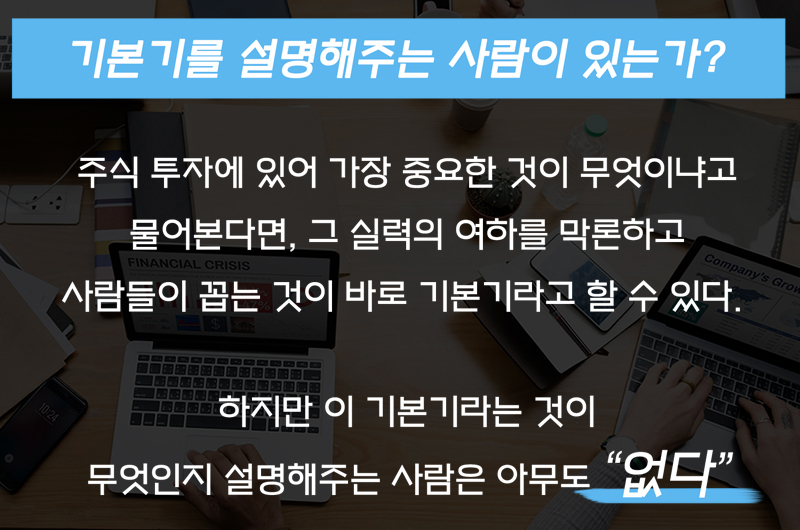 기본기를 설명해주는 사람이 있는가?
주식 투자에 있어 가장 중요한 것이 무엇이냐고
물어본다면, 그 실력의 여하를 막론하고
사람들이 꼽는 것이 바로 기본기라고 할 수 있다.
FINANCIAL CRISIS
Company's Grow
하지만 이 기본기라는 것이
무엇인지 설명해주는 사람은 아무도 “없다”